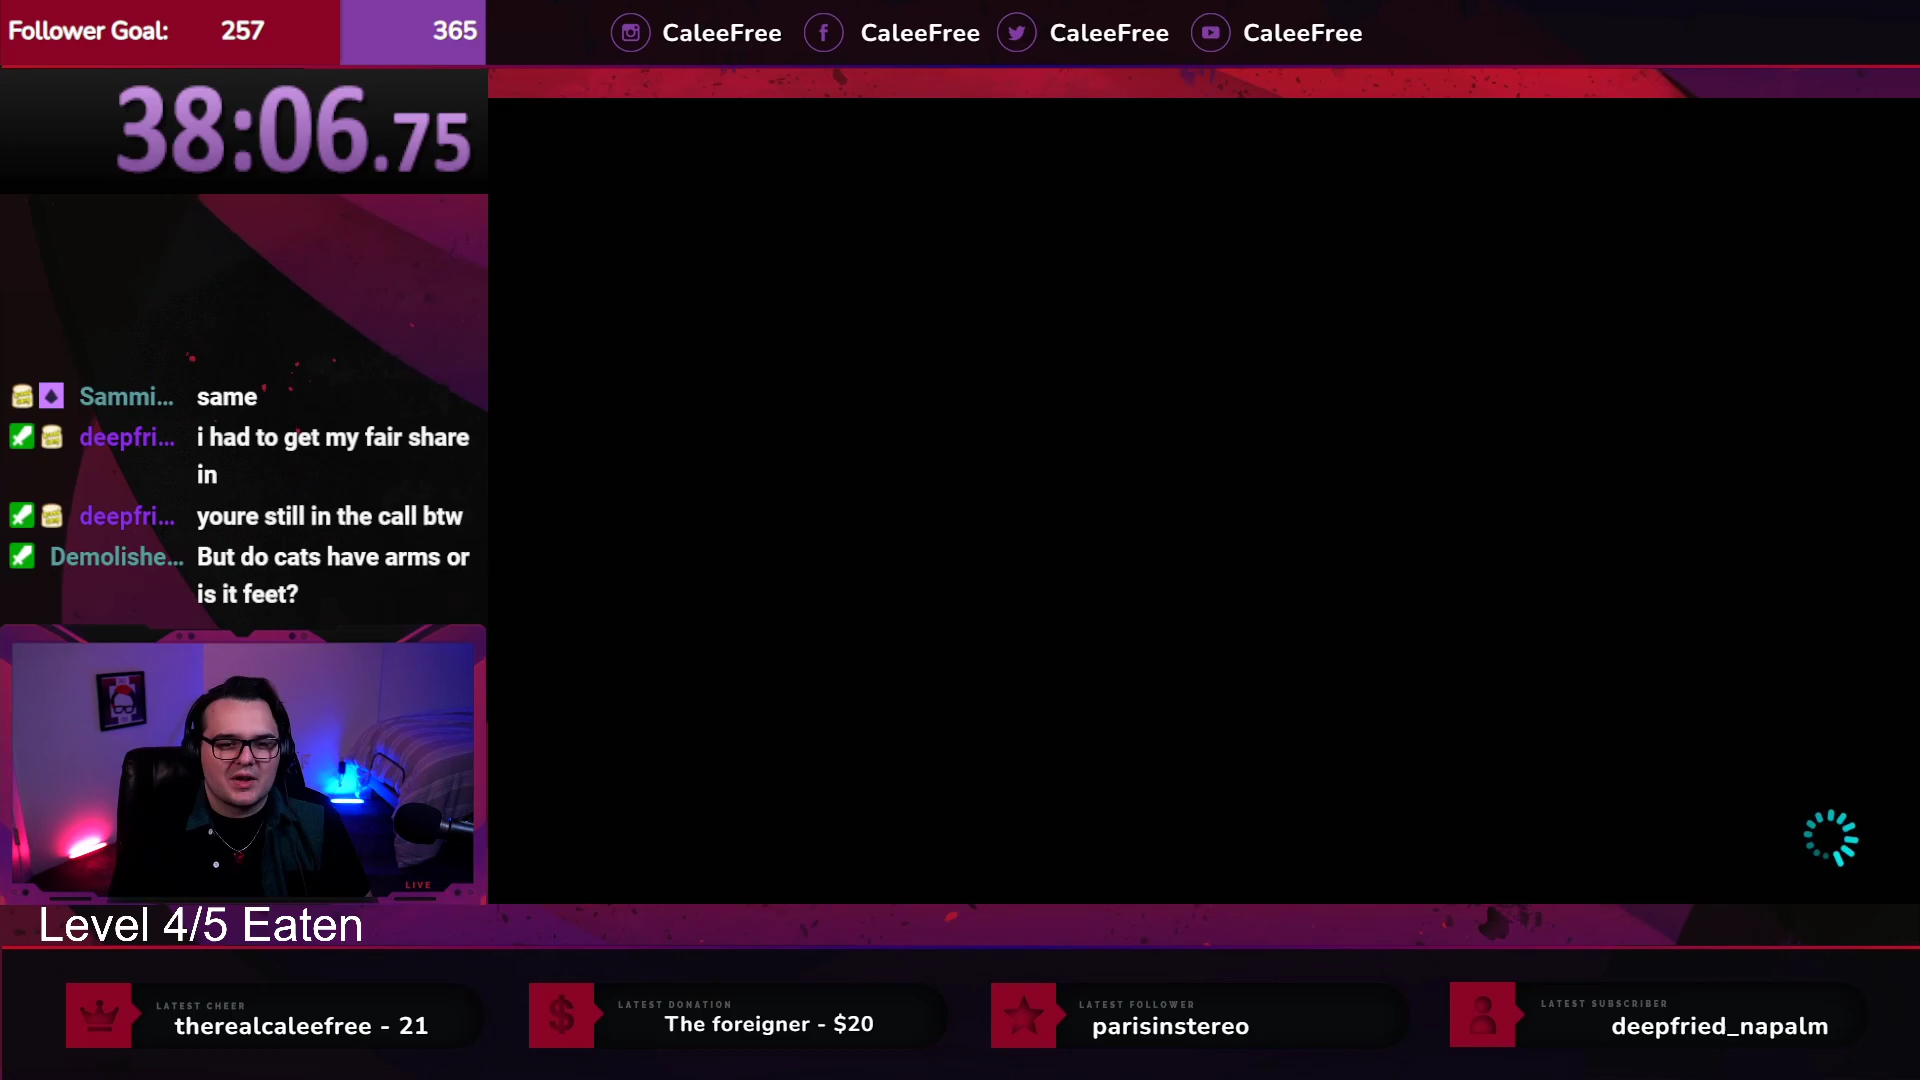 Follower Goal: 257 365
CaleeFree CaleeFree CaleeFree CaleeFree
38:06.75
Sammi... same
deepfri... i had to get my fair share
in
deepfri... youre still in the call btw
Demolishe... But do cats have arms or
is it feet?
LIVE
Level 4/5 Eaten
LATEST CHEER
therealcaleefree - 21
LATEST DONATION
The foreigner - $20
LATEST FOLLOWER
parisinstereo
LATEST SUBSCRIBER
deepfried_napalm